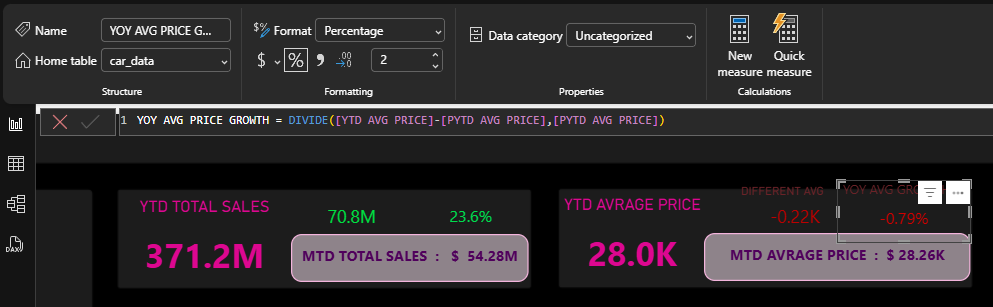 Name
YOY AVG PRICE G...
Home table
car_data
Structure
Format
Percentage
$
%
,
.00
→.0
2
Formatting
Data category
Uncategorized
Properties
New
measure
Quick
measure
Calculations
1 YOY AVG PRICE GROWTH = DIVIDE([YTD AVG PRICE]-[PYTD AVG PRICE],[PYTD AVG PRICE])
DAX
YTD TOTAL SALES
70.8M
23.6%
371.2M
MTD TOTAL SALES : $ 54.28M
YTD AVRAGE PRICE
DIFFERENT AVG
-0.22K
YOY AVG GRO
-0.79%
28.0K
MTD AVRAGE PRICE : $ 28.26K